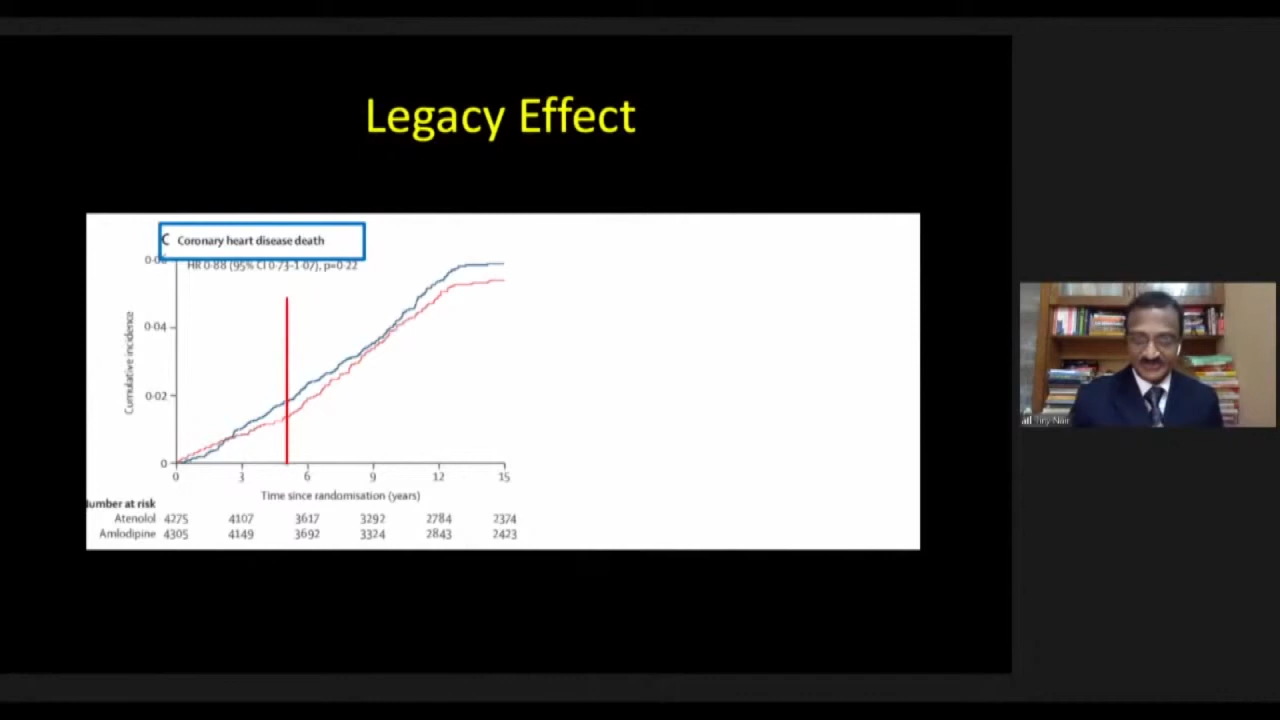 Legacy Effect
C Coronary heart disease death
HR 0·88 (95% CI 0·73–1·07), p=0·22
Cumulative incidence
0·04
0·02
0
0 3 6 9 12 15
Time since randomisation (years)
Number at risk
Atenolol 4275 4107 3617 3292 2784 2374
Amlodipine 4305 4149 3692 3324 2843 2423
Tiny Nair